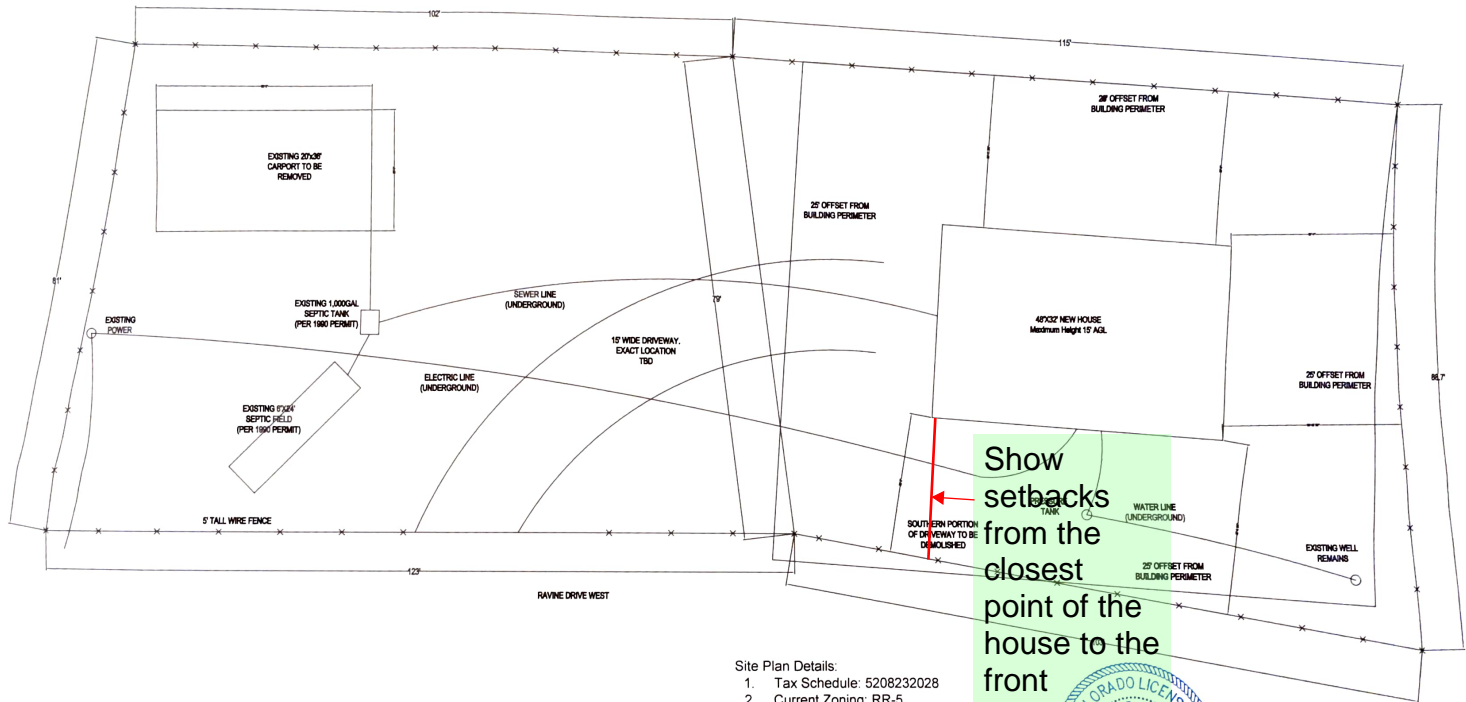 102'
115'
28' OFFSET FROM
BUILDING PERIMETER
EXISTING 20'x36'
CARPORT TO BE
REMOVED
25' OFFSET FROM
BUILDING PERIMETER
81'
EXISTING 1,000GAL
SEPTIC TANK
(PER 1990 PERMIT)
SEWER LINE
(UNDERGROUND)
79'
EXISTING
POWER
48'X32' NEW HOUSE
Maximum Height 15' AGL
15' WIDE DRIVEWAY.
EXACT LOCATION
TBD
ELECTRIC LINE
(UNDERGROUND)
25' OFFSET FROM
BUILDING PERIMETER
EXISTING
SEPTIC FIELD
(PER 1990 PERMIT)
Show
setbacks
from the
closest
point of the
house to the
front
TANK
WATER LINE
(UNDERGROUND)
5' TALL WIRE FENCE
SOUTHERN PORTION
OF DRIVEWAY TO BE
DEMOLISHED
EXISTING WELL
REMAINS
25' OFFSET FROM
BUILDING PERIMETER
123'
RAVINE DRIVE WEST
Site Plan Details:
1. Tax Schedule: 5208232028
2. Current Zoning: RR-5